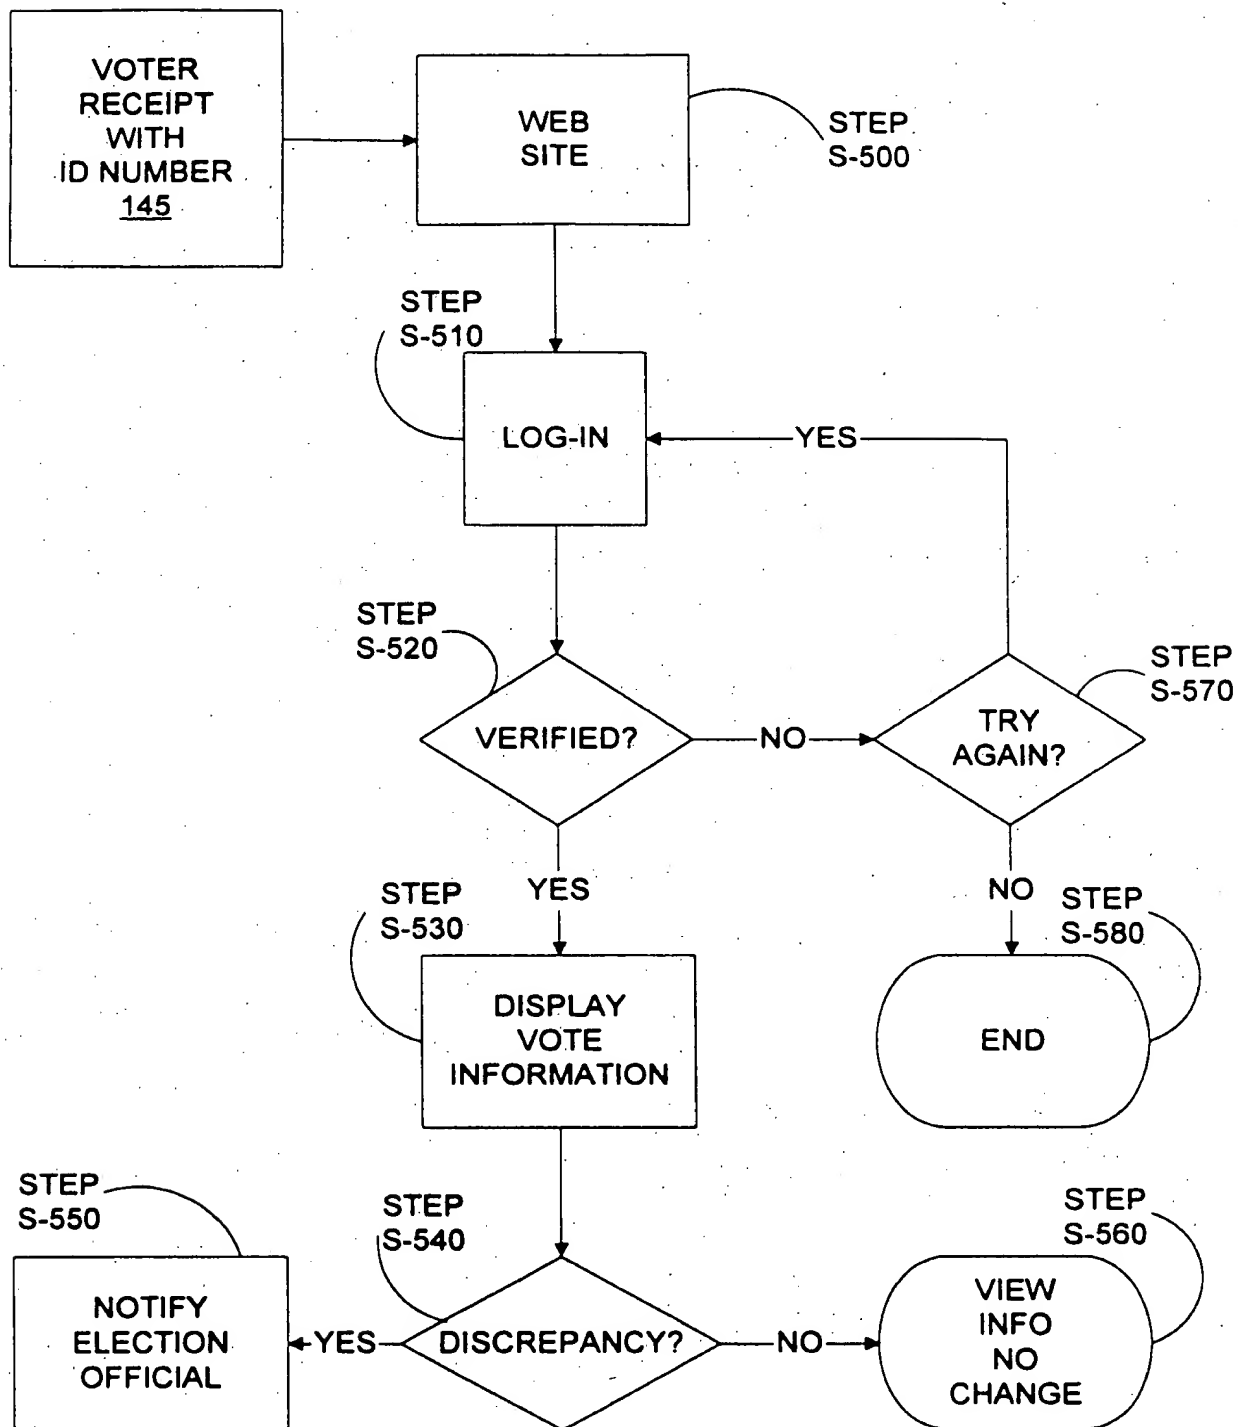 VOTER
RECEIPT
WITH
ID NUMBER
145
WEB
SITE
STEP
S-500
STEP
S-510
LOG-IN
YES
STEP
S-520
VERIFIED?
NO
TRY
AGAIN?
STEP
S-570
YES
NO
STEP
S-530
STEP
S-580
DISPLAY
VOTE
INFORMATION
END
STEP
S-550
STEP
S-540
STEP
S-560
NOTIFY
ELECTION
OFFICIAL
YES
DISCREPANCY?
NO
VIEW
INFO
NO
CHANGE